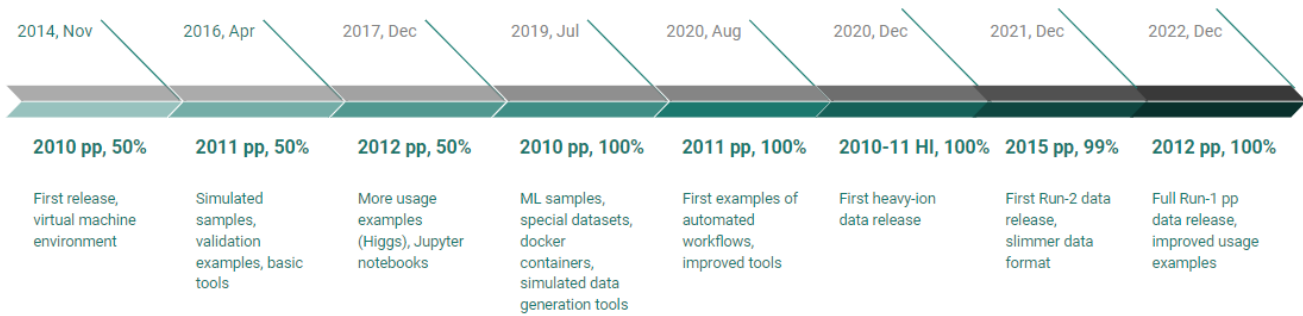 2014, Nov
2016, Apr
2017, Dec
2019, Jul
2020, Aug
2020, Dec
2021, Dec
2022, Dec
2010 pp, 50%
2011 pp, 50%
2012 pp, 50%
2010 pp, 100%
2011 pp, 100%
2010-11 HI, 100%
2015 pp, 99%
2012 pp, 100%
First release,
virtual machine
environment
Simulated
samples,
validation
examples, basic
tools
More usage
examples
(Higgs), Jupyter
notebooks
ML samples,
special datasets,
docker
containers,
simulated data
generation tools
First examples of
automated
workflows,
improved tools
First heavy-ion
data release
First Run-2 data
release,
slimmer data
format
Full Run-1 pp
data release,
improved usage
examples